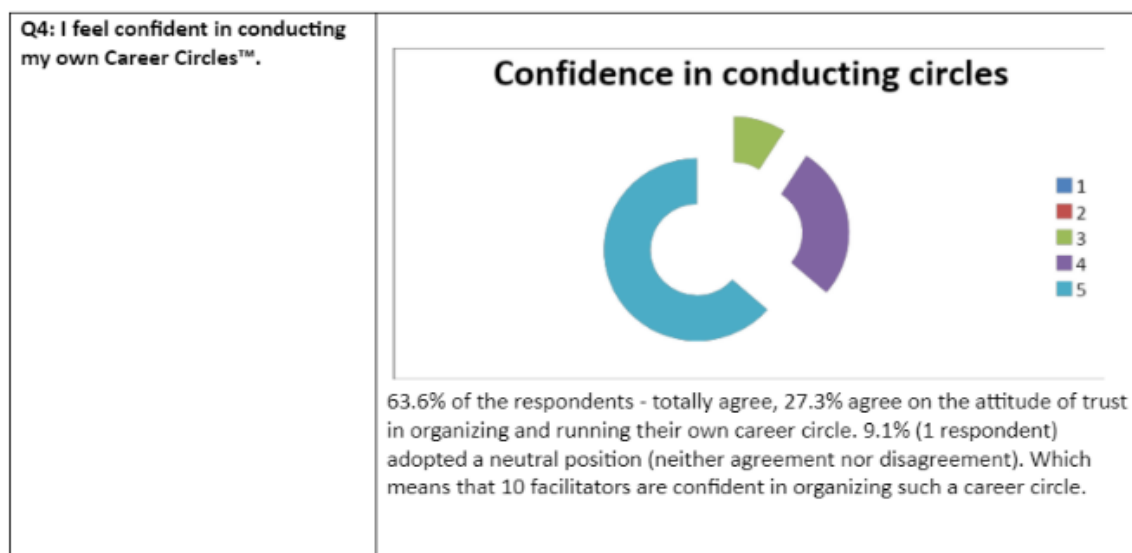 Q4: I feel confident in conducting
my own Career Circles™.
Confidence in conducting circles
1
2
3
4
5
63.6% of the respondents - totally agree, 27.3% agree on the attitude of trust
in organizing and running their own career circle. 9.1% (1 respondent)
adopted a neutral position (neither agreement nor disagreement). Which
means that 10 facilitators are confident in organizing such a career circle.